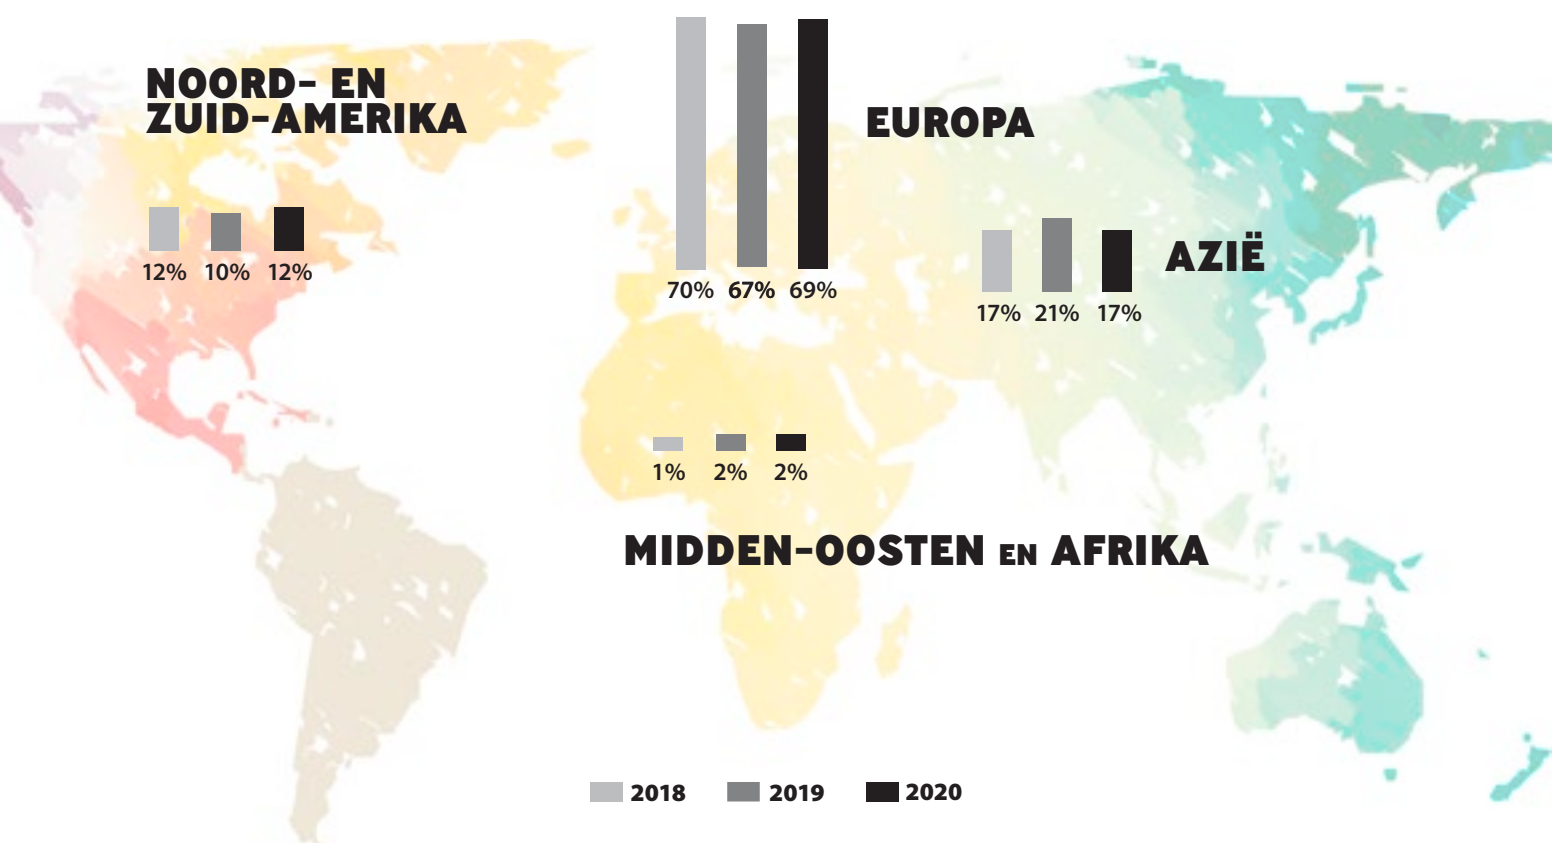 NOORD- EN
ZUID-AMERIKA
12% 10% 12%
EUROPA
70% 67% 69%
AZIË
17% 21% 17%
1% 2% 2%
MIDDEN-OOSTEN EN AFRIKA
2018 2019 2020